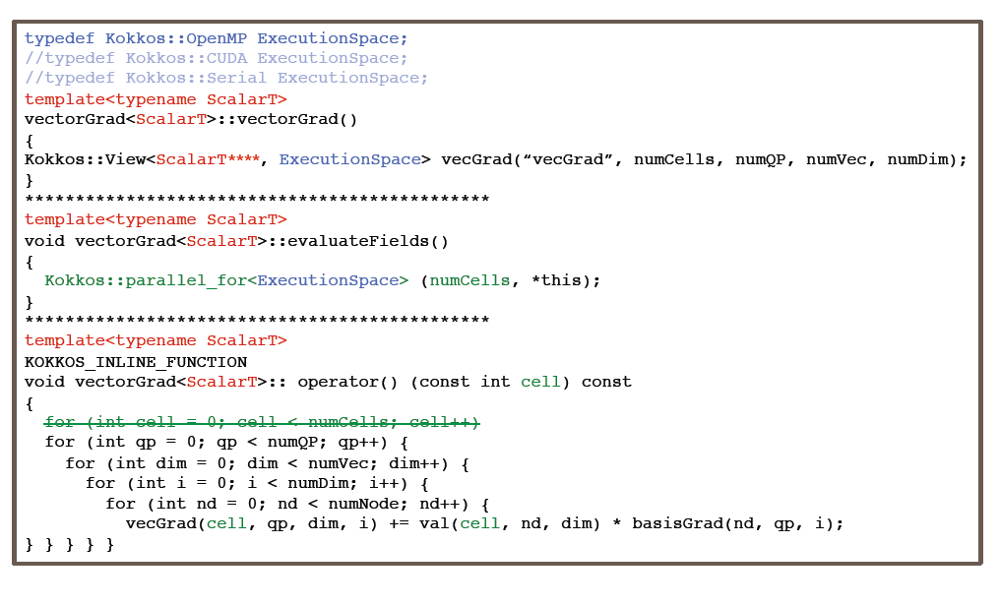 typedef Kokkos::OpenMP ExecutionSpace;
//typedef Kokkos::CUDA ExecutionSpace;
//typedef Kokkos::Serial ExecutionSpace;
template<typename ScalarT>
vectorGrad<ScalarT>::vectorGrad()
{
Kokkos::View<ScalarT****, ExecutionSpace> vecGrad(“vecGrad”, numCells, numQP, numVec, numDim);
}
**********************************************
template<typename ScalarT>
void vectorGrad<ScalarT>::evaluateFields()
{
  Kokkos::parallel_for<ExecutionSpace> (numCells, *this);
}
**********************************************
template<typename ScalarT>
KOKKOS_INLINE_FUNCTION
void vectorGrad<ScalarT>:: operator() (const int cell) const
{
  for (int cell = 0; cell < numCells; cell++)
  for (int qp = 0; qp < numQP; qp++) {
    for (int dim = 0; dim < numVec; dim++) {
      for (int i = 0; i < numDim; i++) {
        for (int nd = 0; nd < numNode; nd++) {
          vecGrad(cell, qp, dim, i) += val(cell, nd, dim) * basisGrad(nd, qp, i);
} } } } }